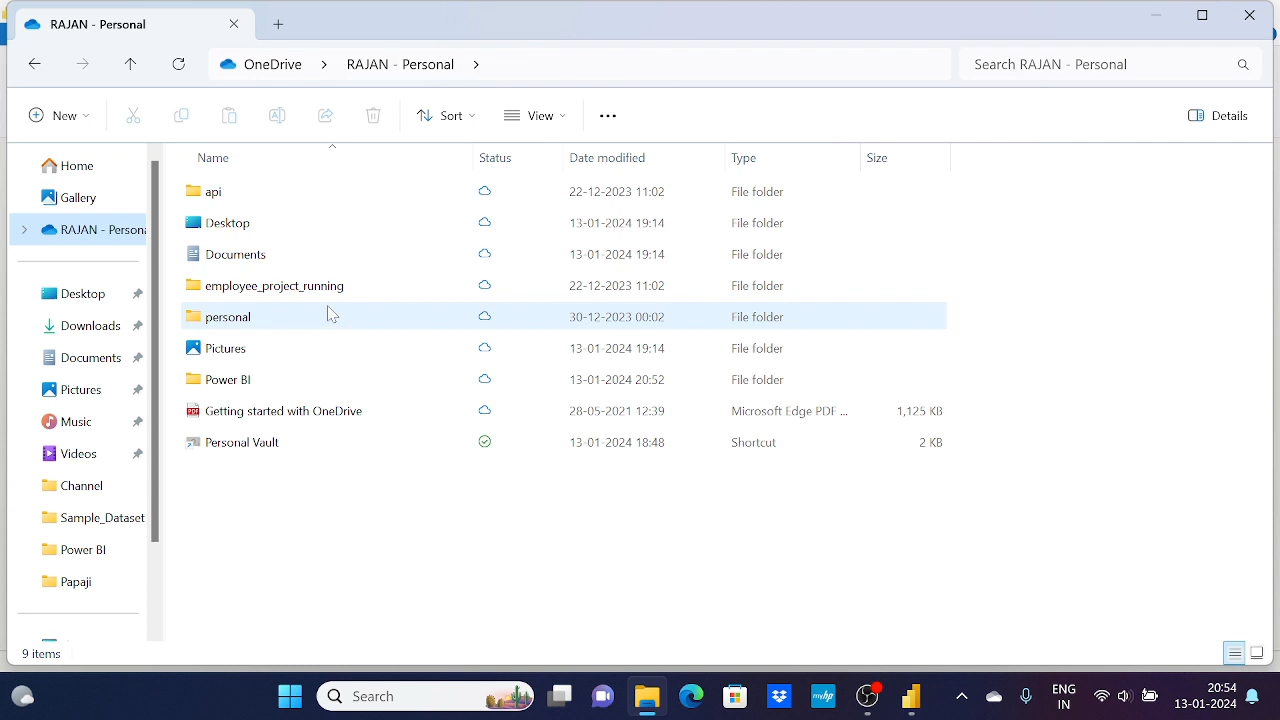 RAJAN - Personal
OneDrive > RAJAN - Personal >
Search RAJAN - Personal
New
Sort
View
Details
Name Status Date modified Type Size
Home
Gallery
RAJAN - Persona
Desktop
Downloads
Documents
Pictures
Music
Videos
Channel
Sample_Dataset
Power BI
Papaji
api 22-12-2023 11:02 File folder
Desktop 13-01-2024 19:14 File folder
Documents 13-01-2024 19:14 File folder
employee_project_running 22-12-2023 11:02 File folder
personal 30-12-2023 00:02 File folder
Pictures 13-01-2024 19:14 File folder
Power BI 13-01-2024 20:52 File folder
Getting started with OneDrive 28-05-2021 12:39 Microsoft Edge PDF ... 1,125 KB
Personal Vault 13-01-2024 18:48 Shortcut 2 KB
9 items
Search
myhp
ENG
IN
20:54
13-01-2024